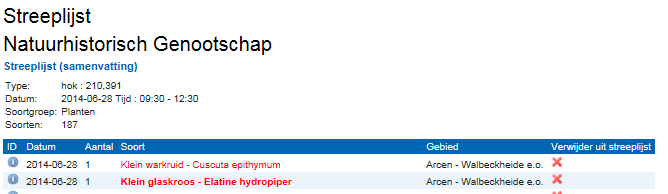 Streeplijst
Natuurhistorisch Genootschap
Streeplijst (samenvatting)
Type: hok : 210,391
Datum: 2014-06-28 Tijd : 09:30 - 12:30
Soortgroep: Planten
Soorten: 187
ID Datum Aantal Soort Gebied Verwijder uit streeplijst
2014-06-28 1 Klein warkruid - Cuscuta epithymum Arcen - Walbeckheide e.o.
2014-06-28 1 Klein glaskroos - Elatine hydropiper Arcen - Walbeckheide e.o.